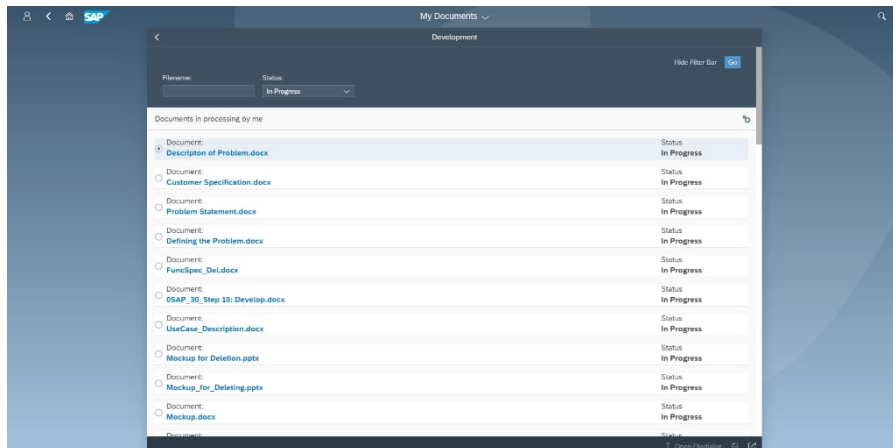 SAP My Documents
Development
Hide Filter Bar Go
Filename: Status:
In Progress
Documents in processing by me
Document: Status
Descripton of Problem.docx In Progress
Document: Status
Customer Specification.docx In Progress
Document: Status
Problem Statement.docx In Progress
Document: Status
Defining the Problem.docx In Progress
Document: Status
FuncSpec_Del.docx In Progress
Document: Status
0SAP_30_Step 10: Develop.docx In Progress
Document: Status
UseCase_Description.docx In Progress
Document: Status
Mockup for Deletion.pptx In Progress
Document: Status
Mockup_for_Deleting.pptx In Progress
Document: Status
Mockup.docx In Progress
Document: Status
Open